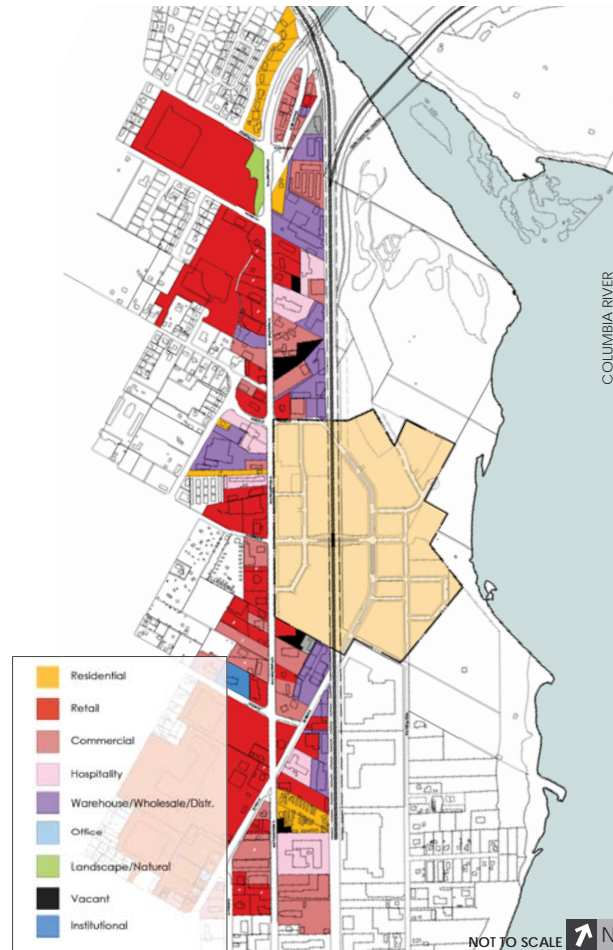 COLUMBIA RIVER
Residential
Retail
Commercial
Hospitality
Warehouse/Wholesale/Distr.
Office
Landscape/Natural
Vacant
Institutional
NOT TO SCALE
N